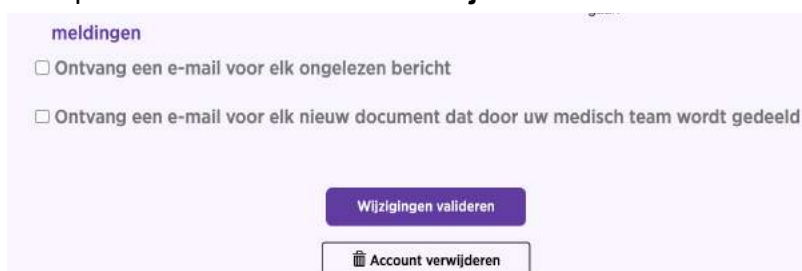 meldingen
Ontvang een e-mail voor elk ongelezen bericht
Ontvang een e-mail voor elk nieuw document dat door uw medisch team wordt gedeeld
Wijzigingen valideren
Account verwijderen